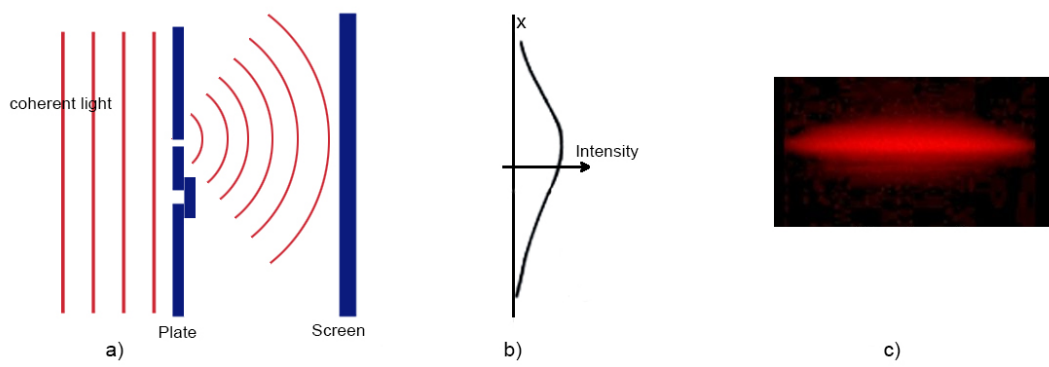 coherent light
Plate
Screen
a)
x
Intensity
b)
c)